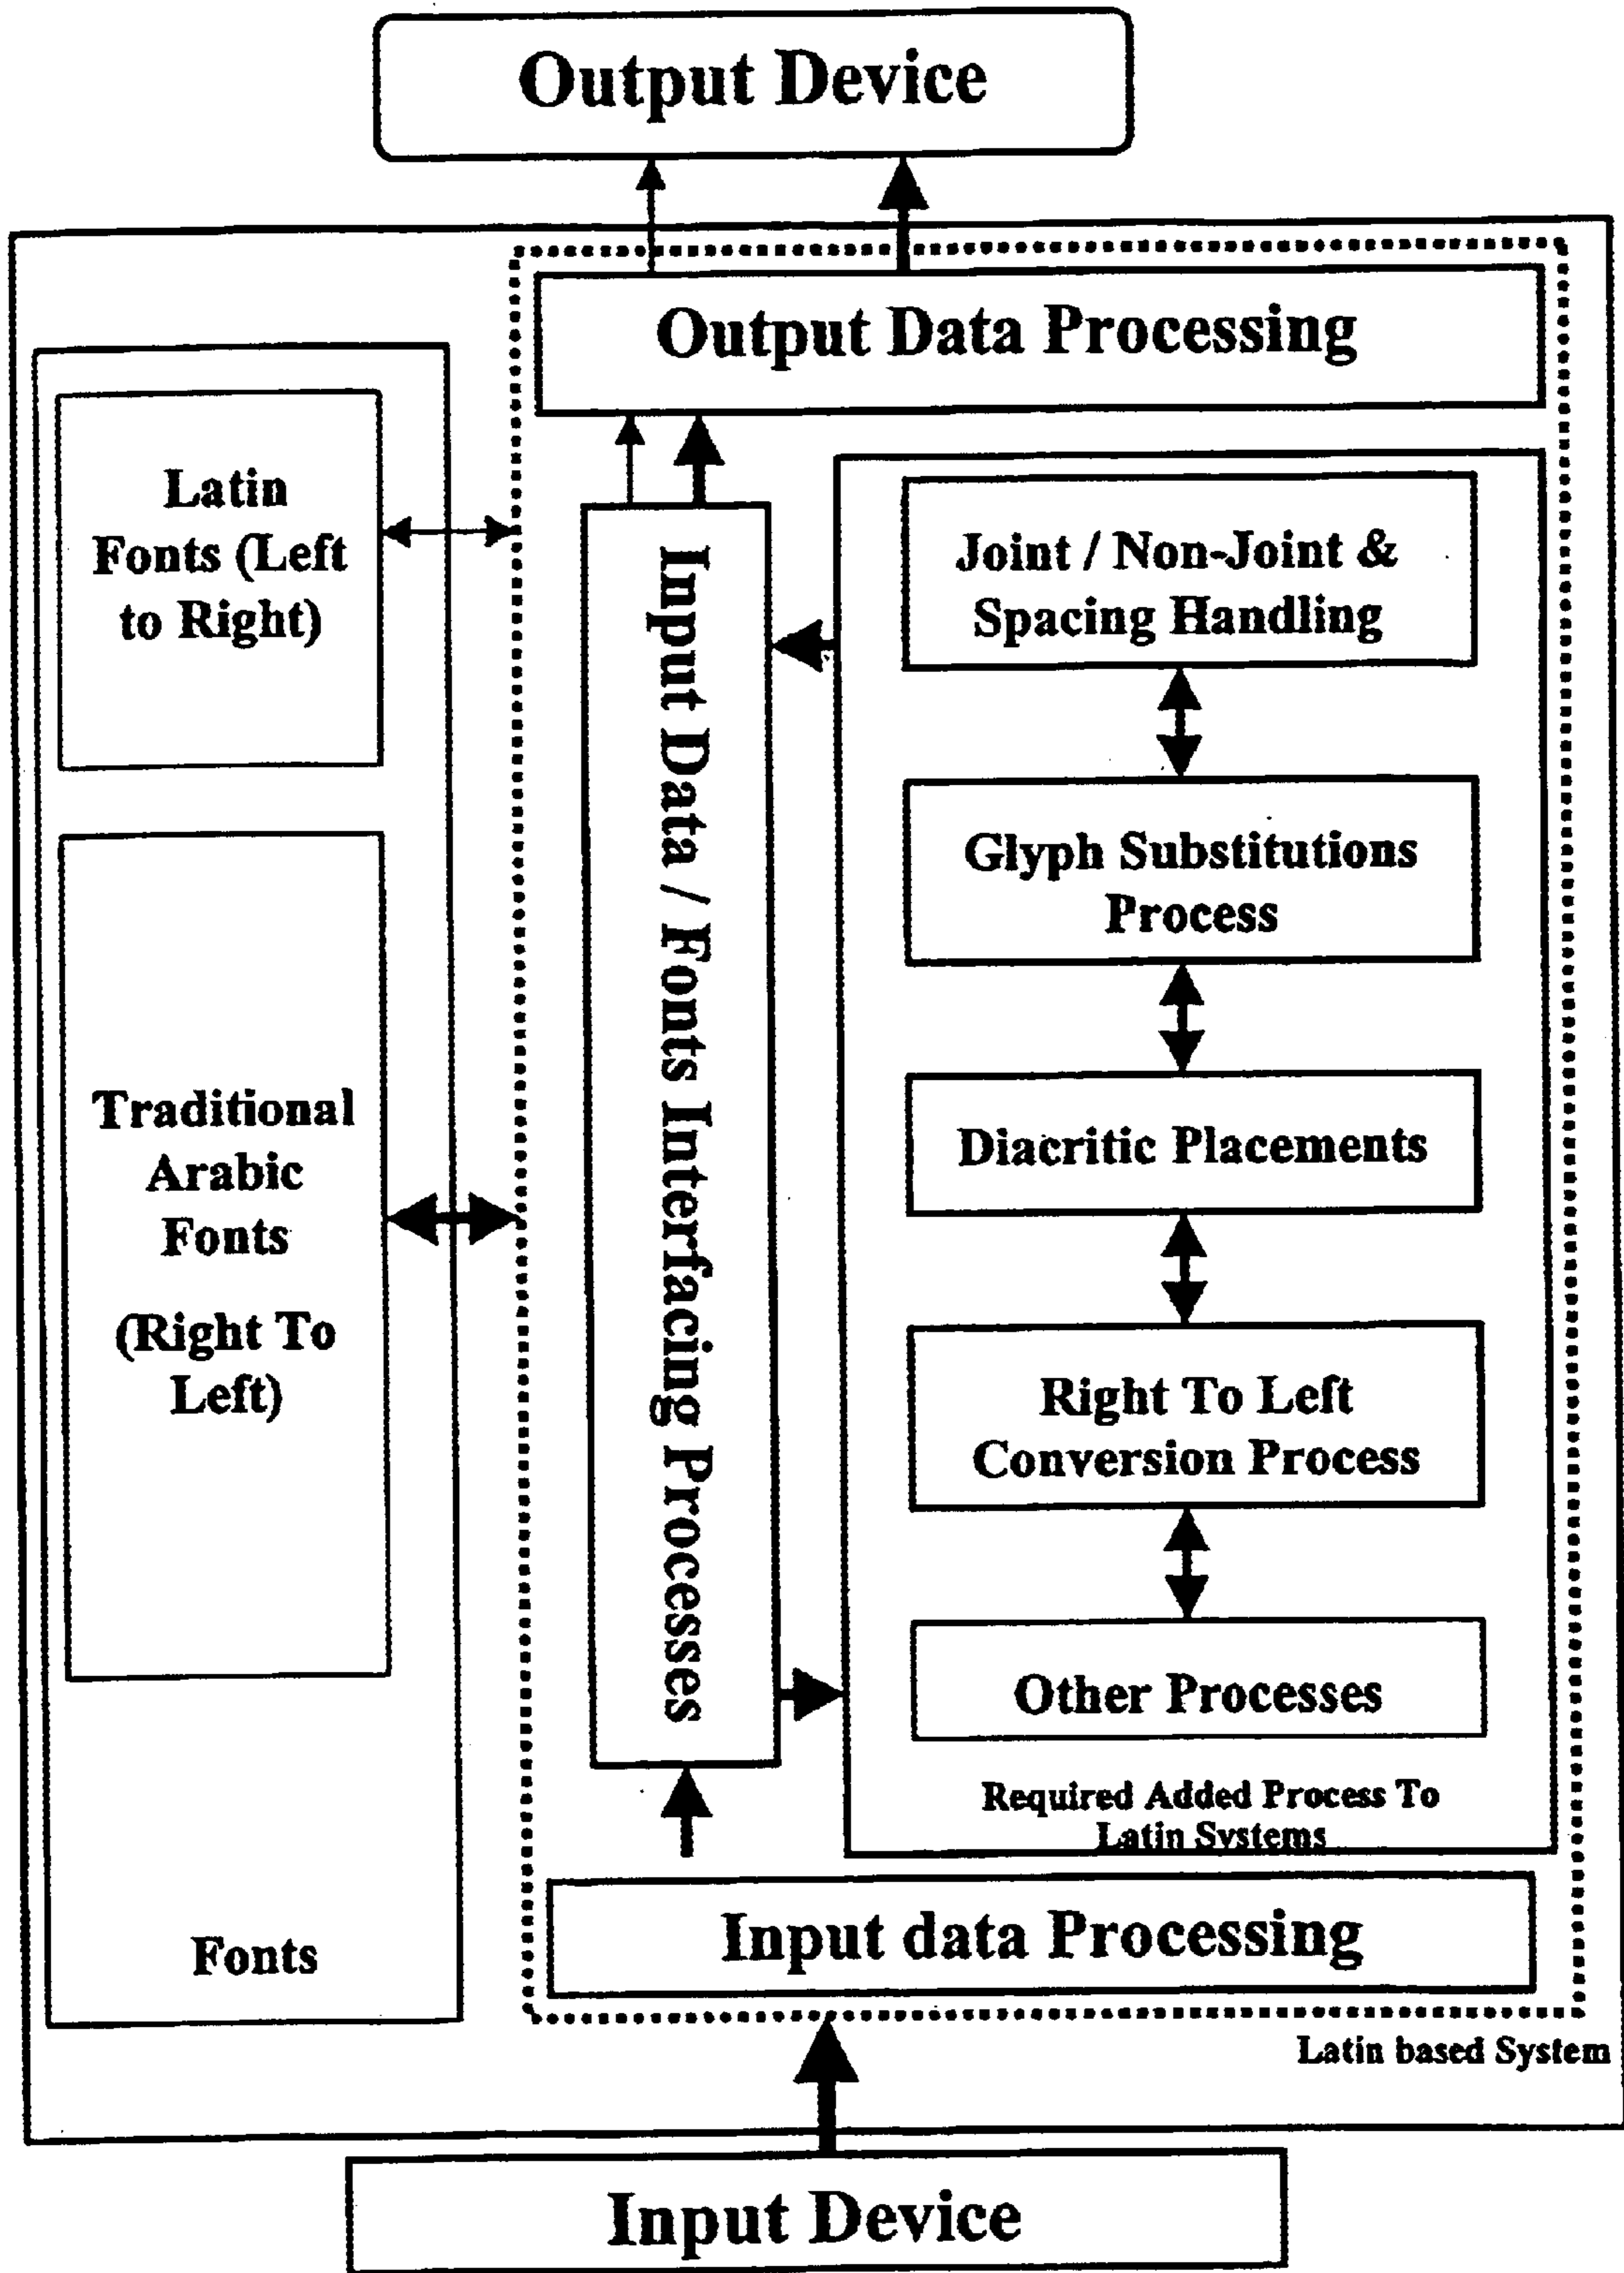 Output Device
Output Data Processing
Latin
Fonts (Left
to Right)
Traditional
Arabic
Fonts
(Right To
Left)
Fonts
Input Data / Fonts Interfacing Processes
Joint / Non-Joint &
Spacing Handling
Glyph Substitutions
Process
Diacritic Placements
Right To Left
Conversion Process
Other Processes
Required Added Process To
Latin Systems
Input data Processing
Latin based System
Input Device